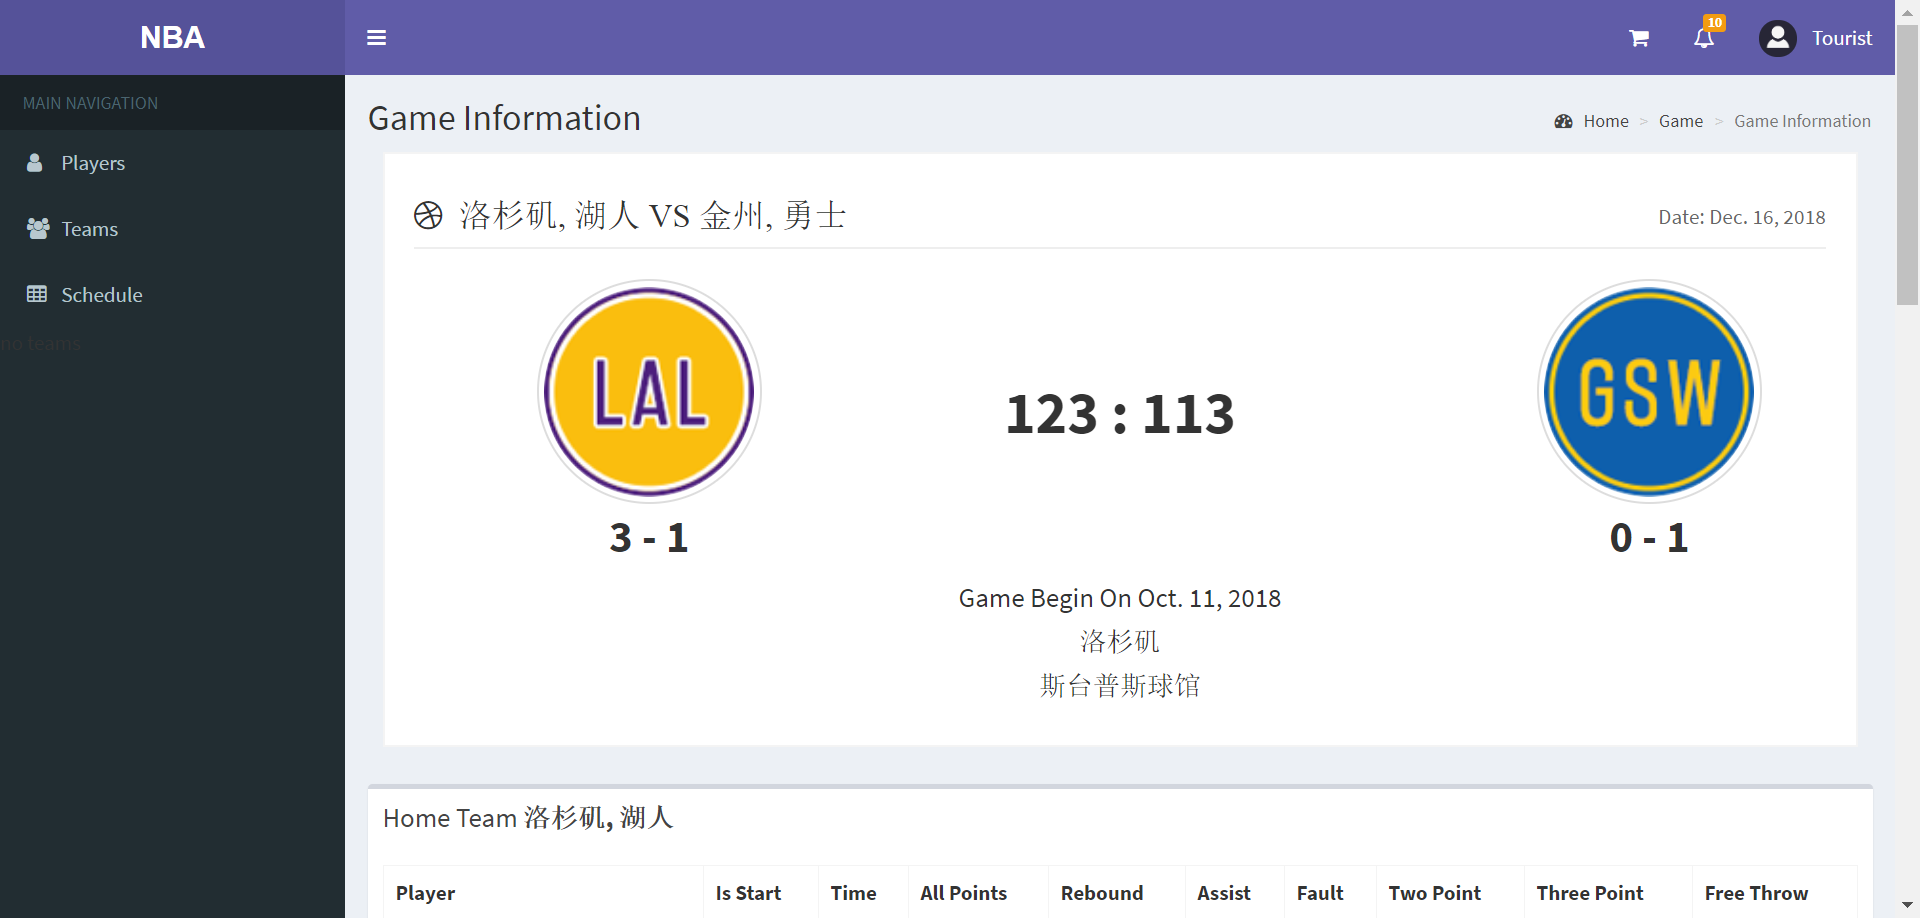 NBA
10
Tourist
MAIN NAVIGATION
Players
Teams
Schedule
no teams
Game Information
Home > Game > Game Information
洛杉矶, 湖人 VS 金州, 勇士
Date: Dec. 16, 2018
LAL
GSW
123 : 113
3 - 1
0 - 1
Game Begin On Oct. 11, 2018
洛杉矶
斯台普斯球馆
Home Team 洛杉矶, 湖人
Player Is Start Time All Points Rebound Assist Fault Two Point Three Point Free Throw